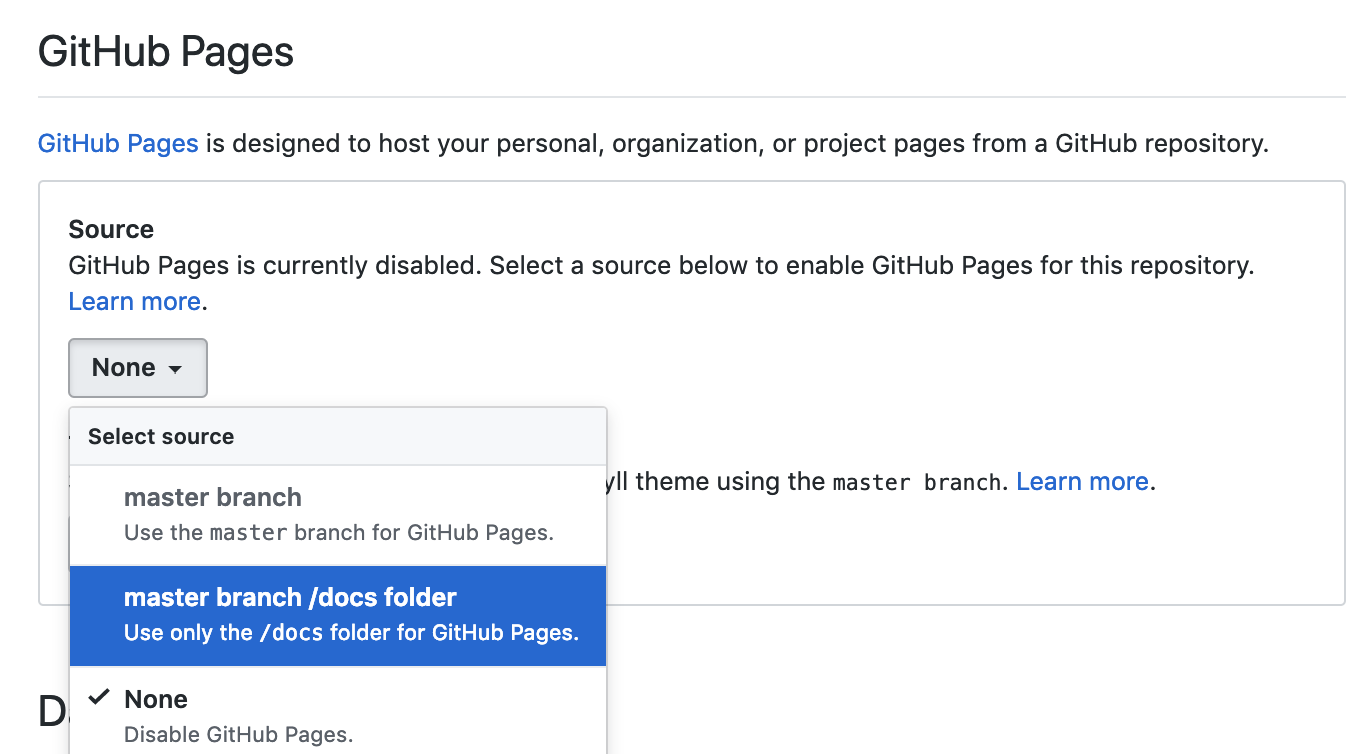 GitHub Pages
GitHub Pages is designed to host your personal, organization, or project pages from a GitHub repository.
Source
GitHub Pages is currently disabled. Select a source below to enable GitHub Pages for this repository.
Learn more.
None
Select source
yll theme using the master branch. Learn more.
master branch
Use the master branch for GitHub Pages.
master branch /docs folder
Use only the /docs folder for GitHub Pages.
None
Disable GitHub Pages.